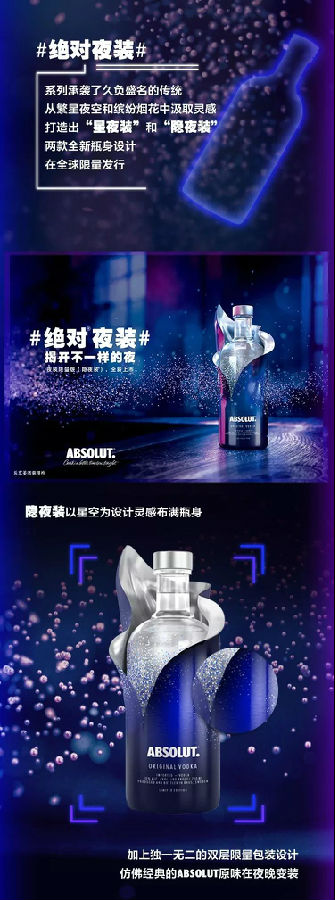 #绝对夜装#
系列承袭了久负盛名的传统
从繁星夜空和缤纷烟花中汲取灵感
打造出“星夜装”和“隐夜装”
两款全新瓶身设计
在全球限量发行
#绝对夜装#
揭开不一样的夜
ABSOLUT.
ABSOLUT.
隐夜装以星空为设计灵感布满瓶身
ABSOLUT.
ORIGINAL VODKA
IMPORTED VODKA
加上独一无二的双层限量包装设计
仿佛经典的ABSOLUT原味在夜晚变装